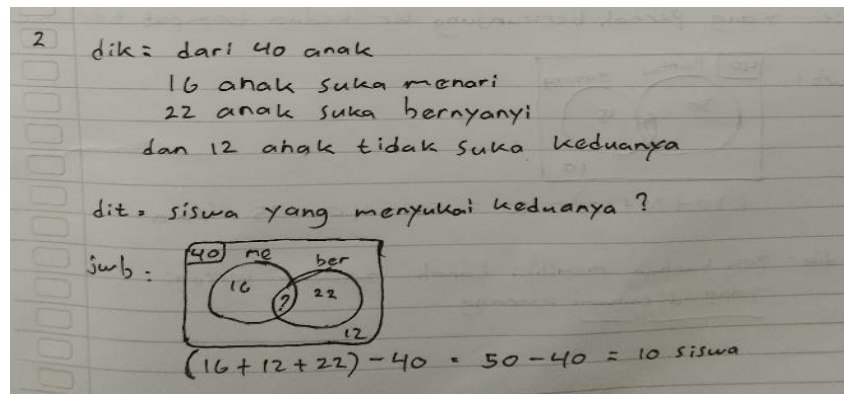 2
dik = dari 40 anak
16 anak suka menari
22 anak suka bernyanyi
dan 12 anak tidak suka keduanya
dit = siswa yang menyukai keduanya ?
jwb :
40 me ber
16 ? 22
12
(16 + 12 + 22) - 40 = 50 - 40 = 10 siswa